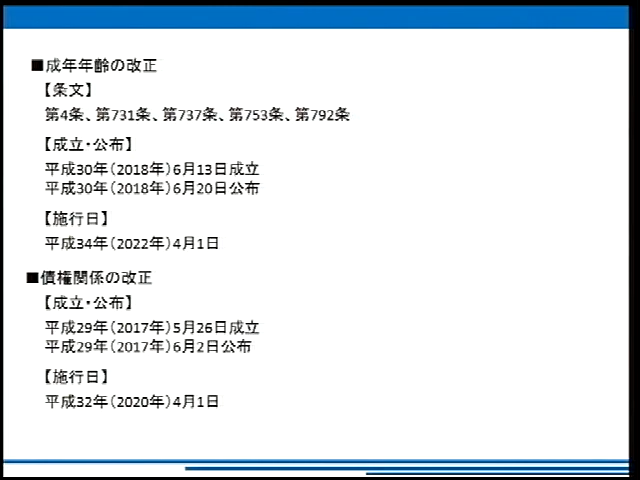 ■成年年齢の改正
【条文】
第4条、第731条、第737条、第753条、第792条
【成立・公布】
平成30年(2018年)6月13日成立
平成30年(2018年)6月20日公布
【施行日】
平成34年(2022年)4月1日
■債権関係の改正
【成立・公布】
平成29年(2017年)5月26日成立
平成29年(2017年)6月2日公布
【施行日】
平成32年(2020年)4月1日